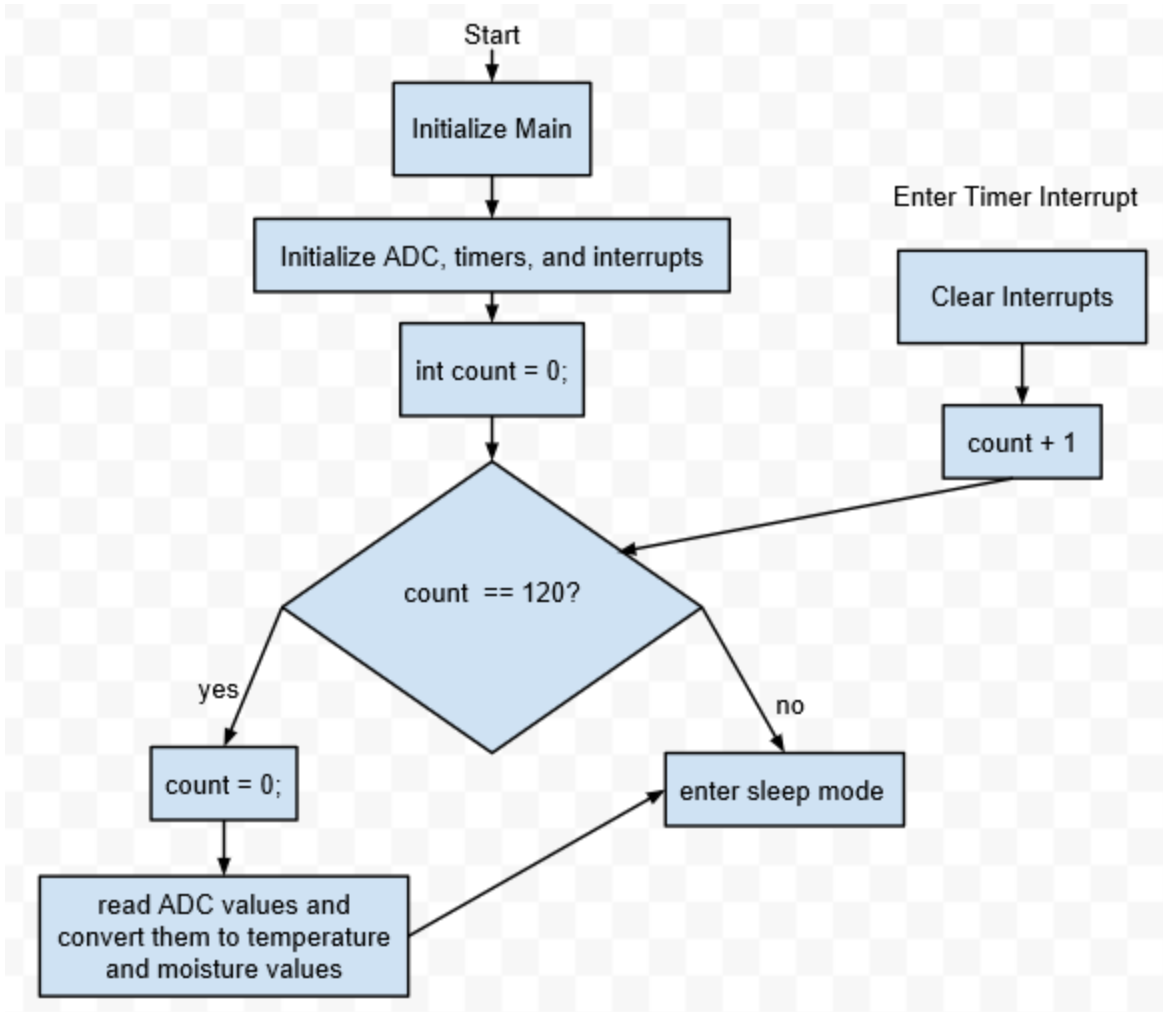 Start
Initialize Main
Enter Timer Interrupt
Initialize ADC, timers, and interrupts
Clear Interrupts
int count = 0;
count + 1
count == 120?
yes
no
count = 0;
enter sleep mode
read ADC values and
convert them to temperature
and moisture values